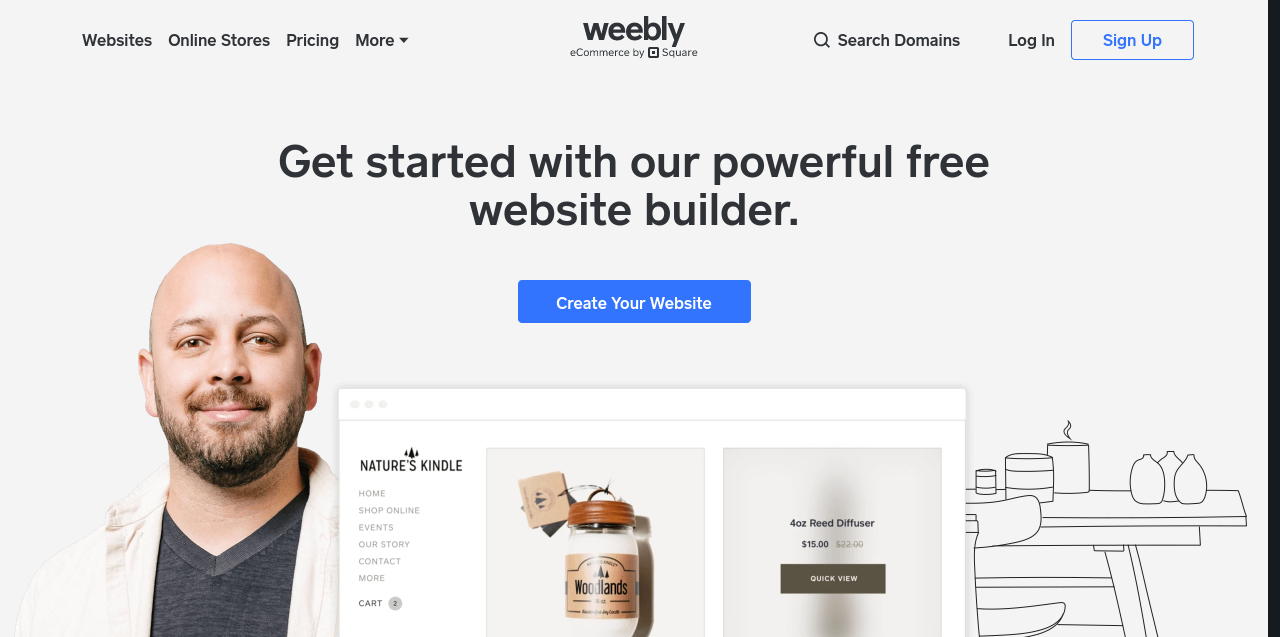 Websites Online Stores Pricing More
weebly
eCommerce by Square
Search Domains Log In Sign Up
Get started with our powerful free
website builder.
Create Your Website
NATURE'S KINDLE
HOME
SHOP ONLINE
EVENTS
OUR STORY
CONTACT
MORE
CART 2
Woodlands
4oz Reed Diffuser
$15.00 $22.00
QUICK VIEW